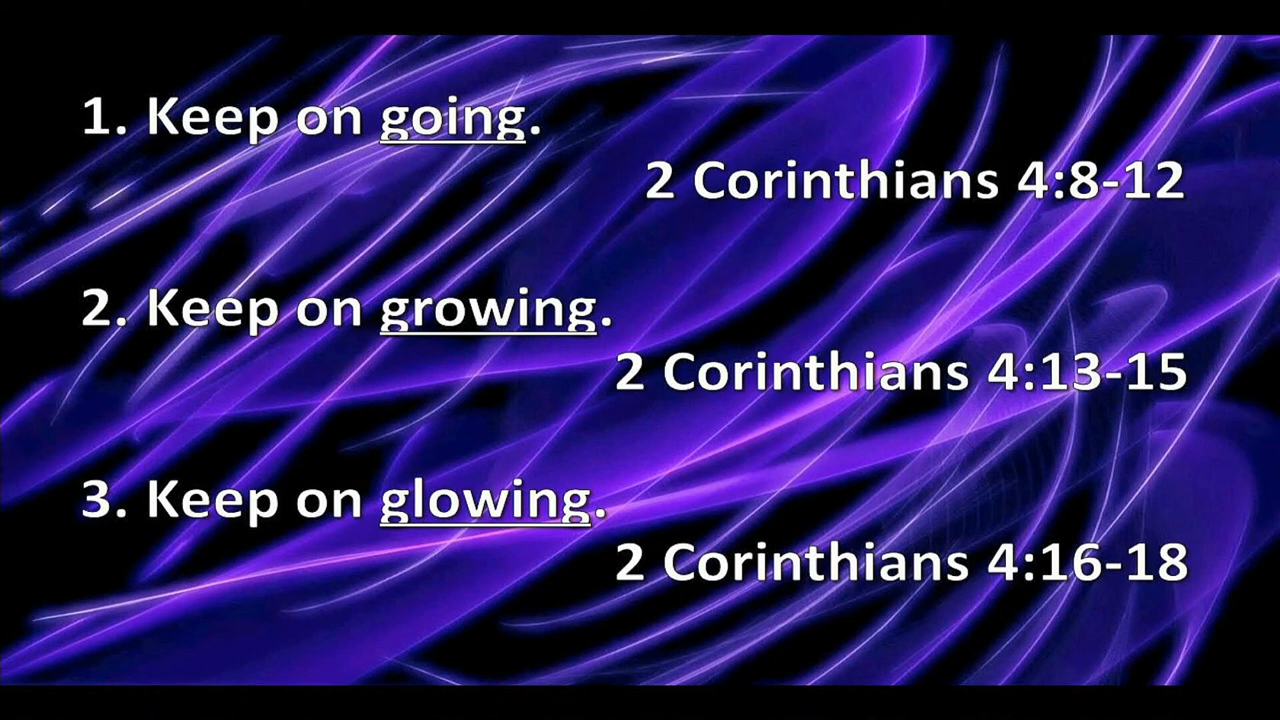 1. Keep on going.
2 Corinthians 4:8-12
2. Keep on growing.
2 Corinthians 4:13-15
3. Keep on glowing.
2 Corinthians 4:16-18